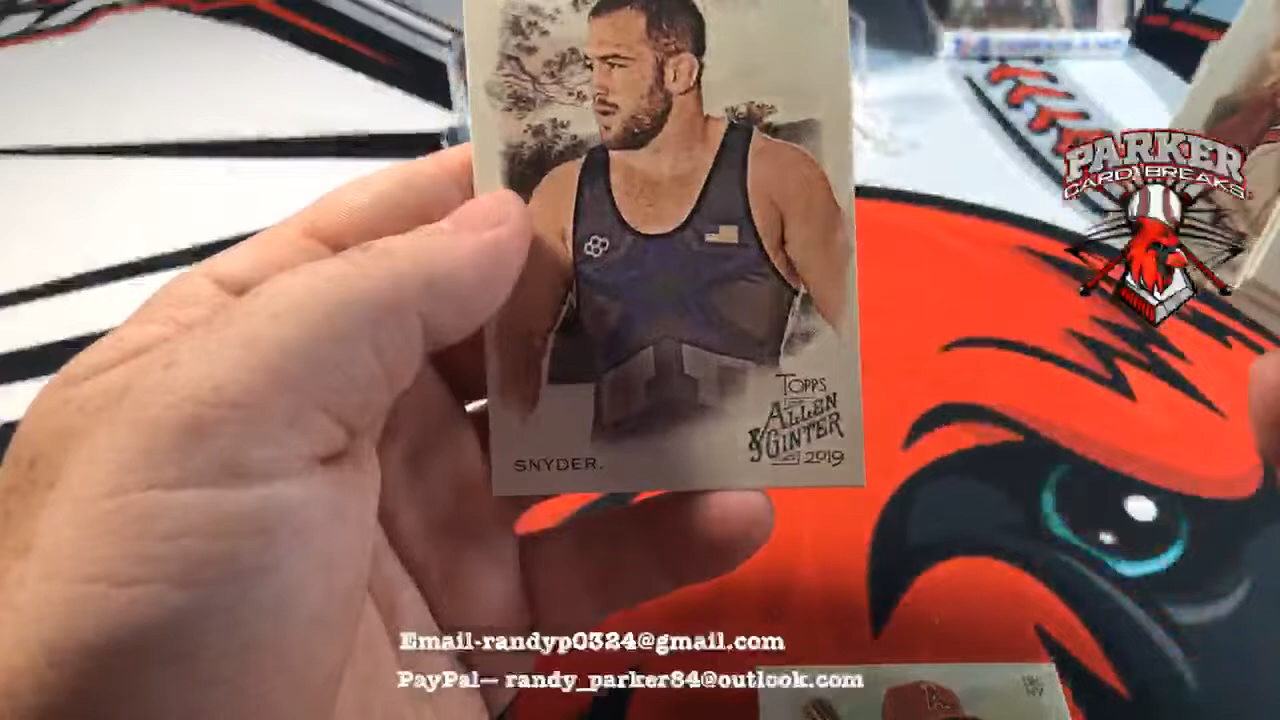 PARKER
CARD BREAKS
TOPPS
ALLEN
& GINTER
2019
SNYDER.
Email-randyp0324@gmail.com
PayPal— randy_parker84@outlook.com